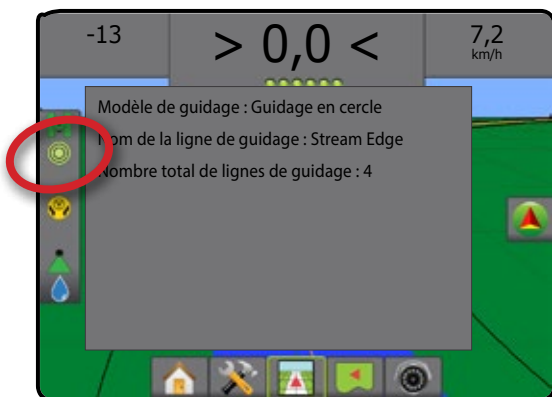 -13
> 0,0 <
7,2
km/h
Modèle de guidage : Guidage en cercle
Nom de la ligne de guidage : Stream Edge
Nombre total de lignes de guidage : 4